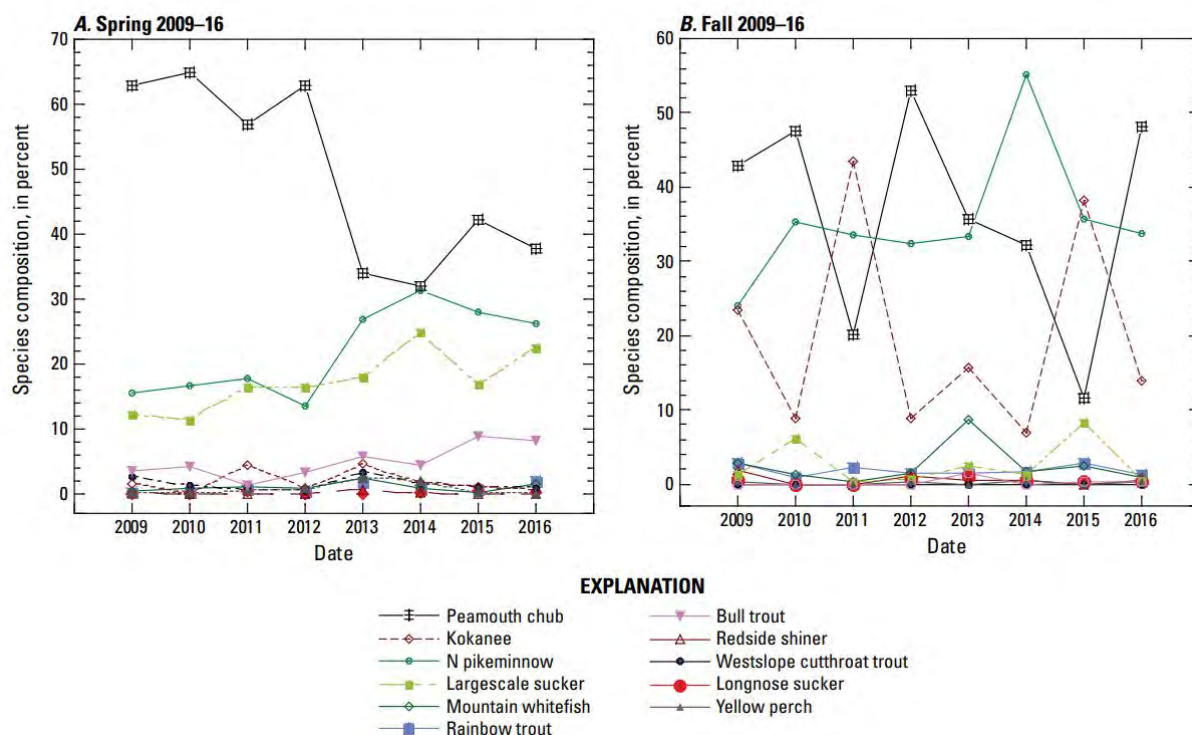 A. Spring 2009–16
70
60
50
40
30
20
10
0
Species composition, in percent
2009 2010 2011 2012 2013 2014 2015 2016
Date
B. Fall 2009–16
60
50
40
30
20
10
0
Species composition, in percent
2009 2010 2011 2012 2013 2014 2015 2016
Date
EXPLANATION
Peamouth chub
Kokanee
N pikeminnow
Largescale sucker
Mountain whitefish
Rainbow trout
Bull trout
Redside shiner
Westslope cutthroat trout
Longnose sucker
Yellow perch